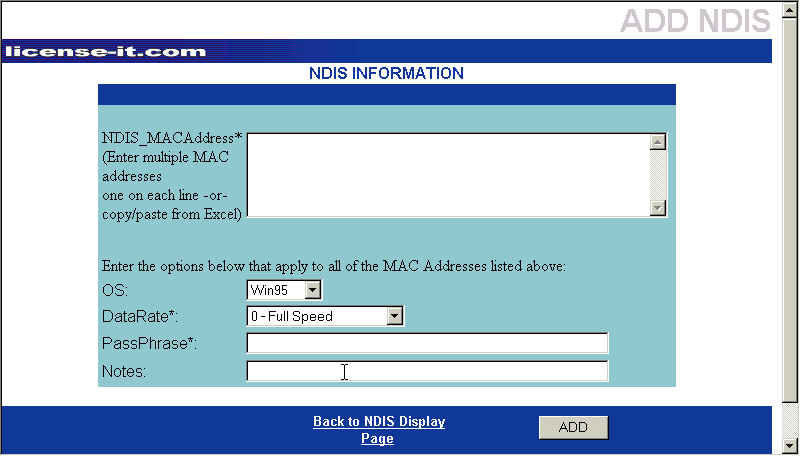 ADD NDIS
license-it.com
NDIS INFORMATION
NDIS_MACAddress*
(Enter multiple MAC
addresses
one on each line -or-
copy/paste from Excel)
Enter the options below that apply to all of the MAC Addresses listed above:
OS: Win95
DataRate*: 0 - Full Speed
PassPhrase*:
Notes:
Back to NDIS Display
Page
ADD